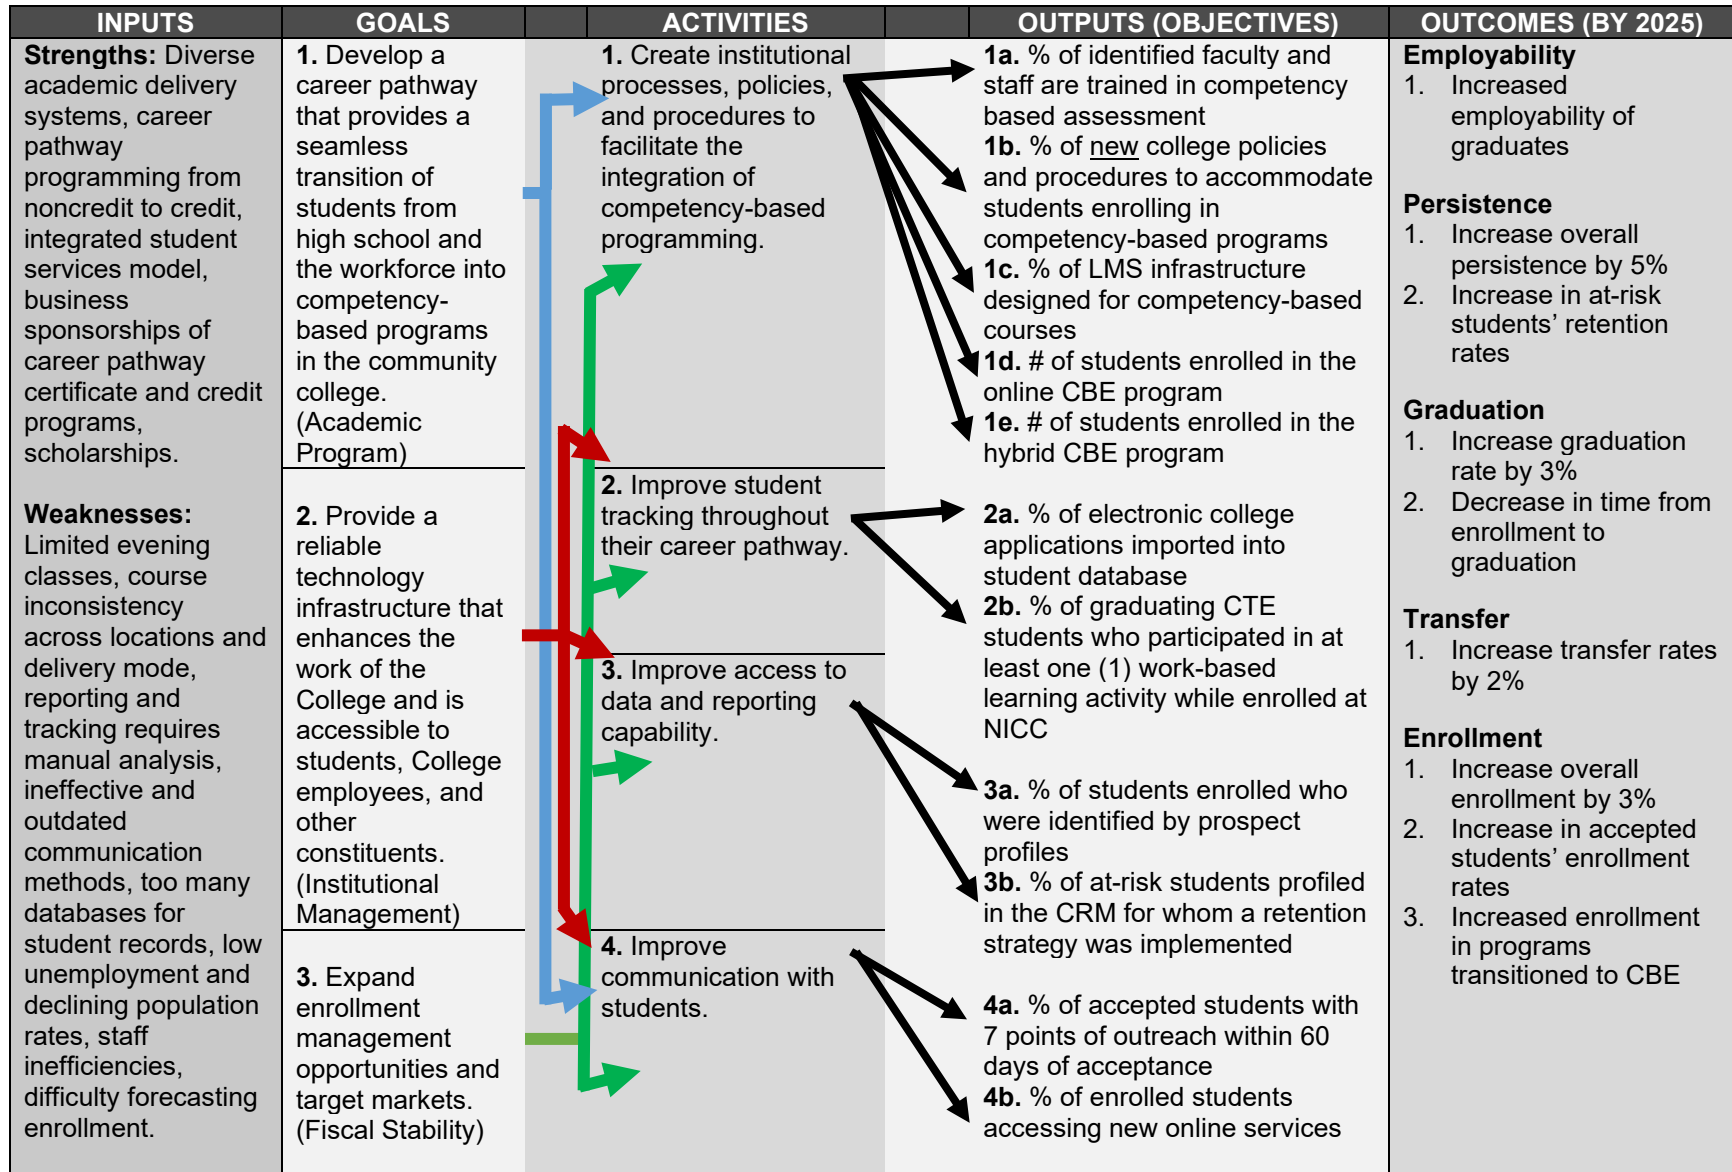 INPUTS
GOALS
ACTIVITIES
OUTPUTS (OBJECTIVES)
OUTCOMES (BY 2025)
Strengths: Diverse
academic delivery
systems, career
pathway
programming from
noncredit to credit,
integrated student
services model,
business
sponsorships of
career pathway
certificate and credit
programs,
scholarships.
Weaknesses:
Limited evening
classes, course
inconsistency
across locations and
delivery mode,
reporting and
tracking requires
manual analysis,
ineffective and
outdated
communication
methods, too many
databases for
student records, low
unemployment and
declining population
rates, staff
inefficiencies,
difficulty forecasting
enrollment.
1. Develop a
career pathway
that provides a
seamless
transition of
students from
high school and
the workforce into
competency-
based programs
in the community
college.
(Academic
Program)
2. Provide a
reliable
technology
infrastructure that
enhances the
work of the
College and is
accessible to
students, College
employees, and
other
constituents.
(Institutional
Management)
3. Expand
enrollment
management
opportunities and
target markets.
(Fiscal Stability)
1. Create institutional
processes, policies,
and procedures to
facilitate the
integration of
competency-based
programming.
2. Improve student
tracking throughout
their career pathway.
3. Improve access to
data and reporting
capability.
4. Improve
communication with
students.
1a. % of identified faculty and
staff are trained in competency
based assessment
1b. % of new college policies
and procedures to accommodate
students enrolling in
competency-based programs
1c. % of LMS infrastructure
designed for competency-based
courses
1d. # of students enrolled in the
online CBE program
1e. # of students enrolled in the
hybrid CBE program
2a. % of electronic college
applications imported into
student database
2b. % of graduating CTE
students who participated in at
least one (1) work-based
learning activity while enrolled at
NICC
3a. % of students enrolled who
were identified by prospect
profiles
3b. % of at-risk students profiled
in the CRM for whom a retention
strategy was implemented
4a. % of accepted students with
7 points of outreach within 60
days of acceptance
4b. % of enrolled students
accessing new online services
Employability
1. Increased
employability of
graduates
Persistence
1. Increase overall
persistence by 5%
2. Increase in at-risk
students’ retention
rates
Graduation
1. Increase graduation
rate by 3%
2. Decrease in time from
enrollment to
graduation
Transfer
1. Increase transfer rates
by 2%
Enrollment
1. Increase overall
enrollment by 3%
2. Increase in accepted
students’ enrollment
rates
3. Increased enrollment
in programs
transitioned to CBE